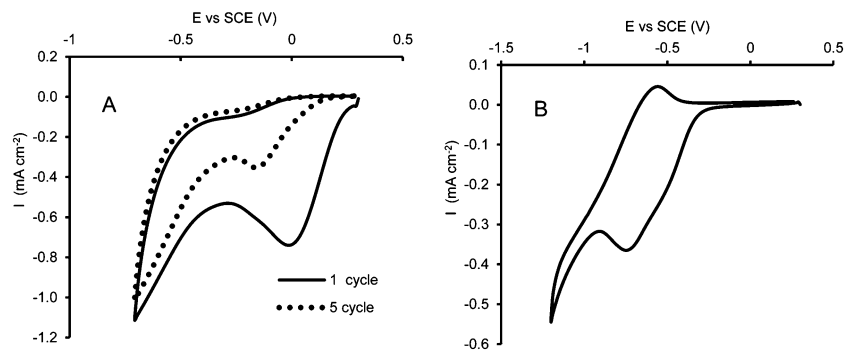 E vs SCE (V)
-1 -0.5 0 0.5
0.2
0.0
-0.2
-0.4
-0.6
-0.8
-1.0
-1.2
I (mA cm-2)
A
1 cycle
5 cycle
E vs SCE (V)
-1.5 -1 -0.5 0 0.5
0.1
0.0
-0.1
-0.2
-0.3
-0.4
-0.5
-0.6
I (mA cm-2)
B